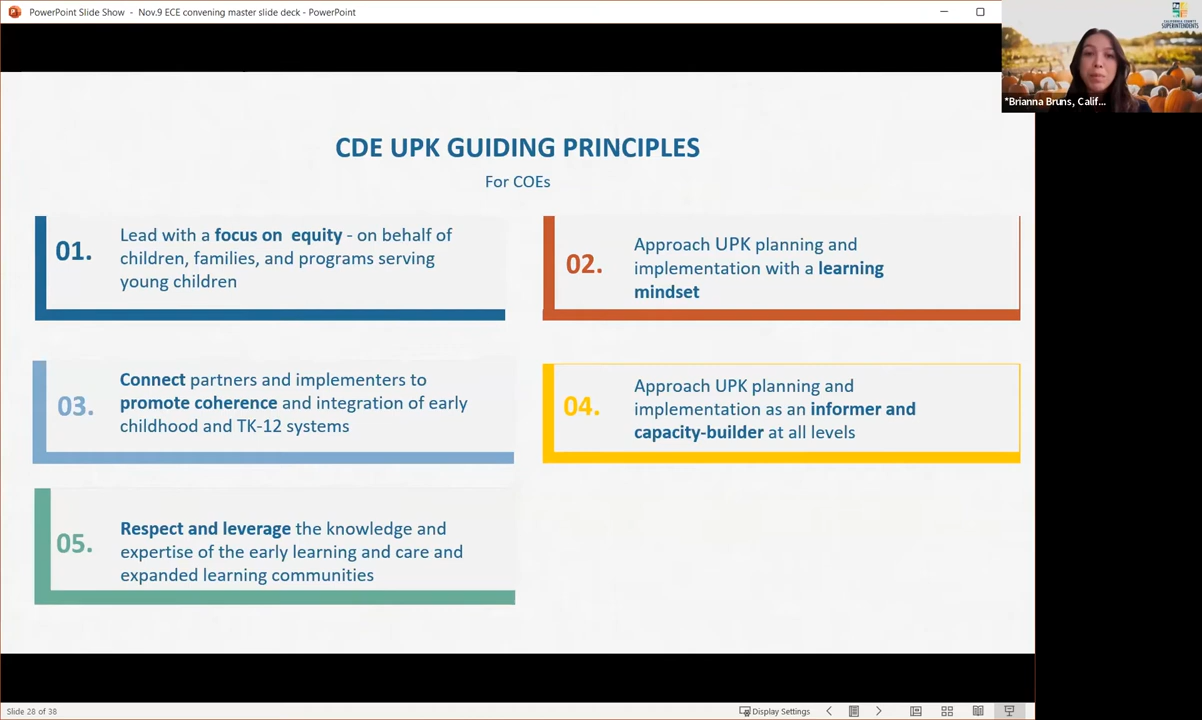 PowerPoint Slide Show - Nov.9 ECE convening master slide deck - PowerPoint
SUPERINTENDENTS
*Brianna Bruns, Calif...
CDE UPK GUIDING PRINCIPLES
For COEs
01.
Lead with a focus on equity - on behalf of
children, families, and programs serving
young children
02.
Approach UPK planning and
implementation with a learning
mindset
03.
Connect partners and implementers to
promote coherence and integration of early
childhood and TK-12 systems
04.
Approach UPK planning and
implementation as an informer and
capacity-builder at all levels
05.
Respect and leverage the knowledge and
expertise of the early learning and care and
expanded learning communities
Slide 28 of 38
Display Settings